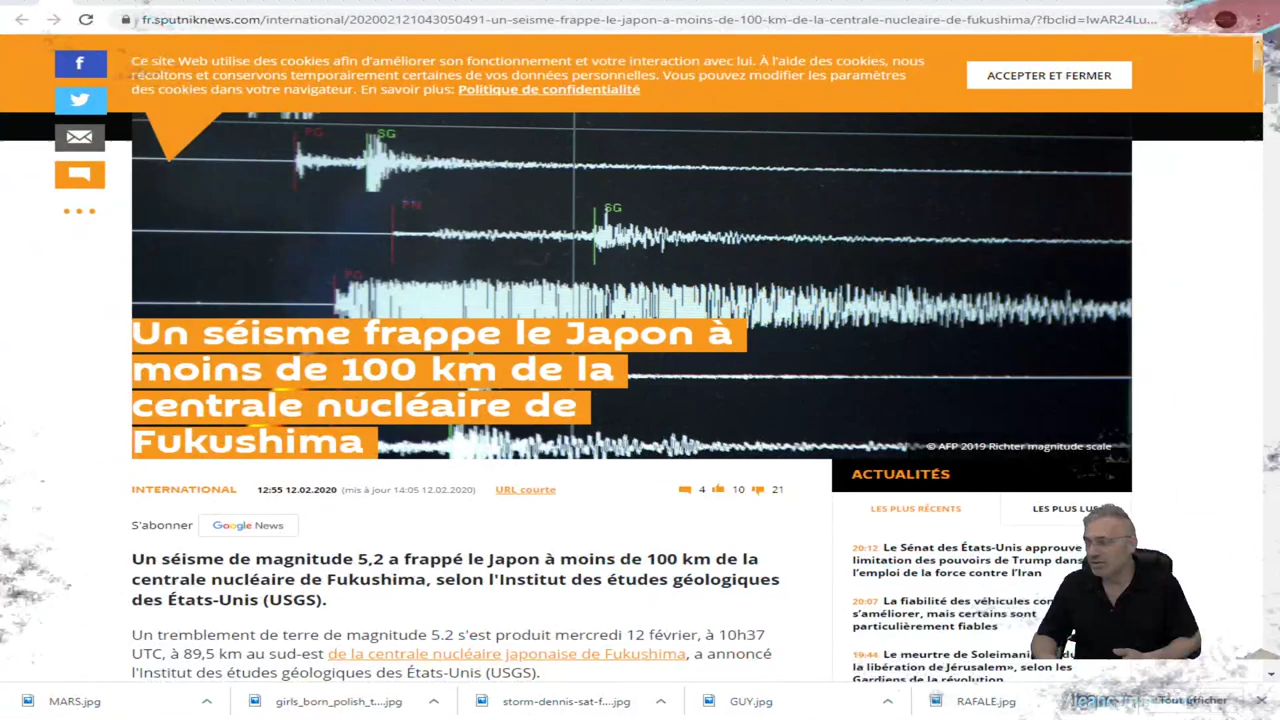 fr.sputniknews.com/international/202002121043050491-un-seisme-frappe-le-japon-a-moins-de-100-km-de-la-centrale-nucleaire-de-fukushima/?fbclid=IwAR24Lu...
Ce site Web utilise des cookies afin d'améliorer son fonctionnement et votre interaction avec lui. À l'aide des cookies, nous
récoltons et conservons temporairement certaines de vos données personnelles. Vous pouvez modifier les paramètres
des cookies dans votre navigateur. En savoir plus: Politique de confidentialité
ACCEPTER ET FERMER
PG
SG
PN
SG
PG
Un séisme frappe le Japon à
moins de 100 km de la
centrale nucléaire de
Fukushima
© AFP 2019 Richter magnitude scale
INTERNATIONAL 12:55 12.02.2020 (mis à jour 14:05 12.02.2020) URL courte 4 10 21
S'abonner Google News
Un séisme de magnitude 5,2 a frappé le Japon à moins de 100 km de la
centrale nucléaire de Fukushima, selon l'Institut des études géologiques
des États-Unis (USGS).
Un tremblement de terre de magnitude 5.2 s'est produit mercredi 12 février, à 10h37
UTC, à 89,5 km au sud-est de la centrale nucléaire japonaise de Fukushima, a annoncé
l'Institut des études géologiques des États-Unis (USGS).
ACTUALITÉS
LES PLUS RÉCENTS LES PLUS
20:12 Le Sénat des États-Unis approuve
limitation des pouvoirs de Trump dans
l'emploi de la force contre l'Iran
20:07 La fiabilité des véhicules
s'améliorer, mais certains sont
particulièrement fiables
19:44 Le meurtre de Soleimani
la libération de Jérusalem», selon les
Gardiens de la révolution
MARS.jpg
girls_born_polish_t....jpg
storm-dennis-sat-f....jpg
GUY.jpg
RAFALE.jpg
Tout afficher